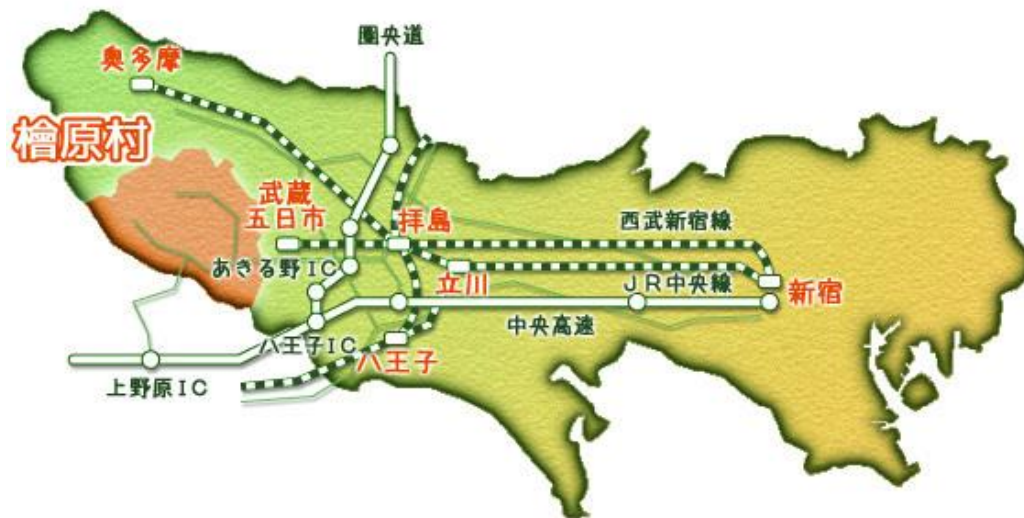 圏央道
奥多摩
檜原村
武蔵
五日市
拝島
西武新宿線
あきる野IC
立川
JR中央線
新宿
中央高速
八王子IC
八王子
上野原IC